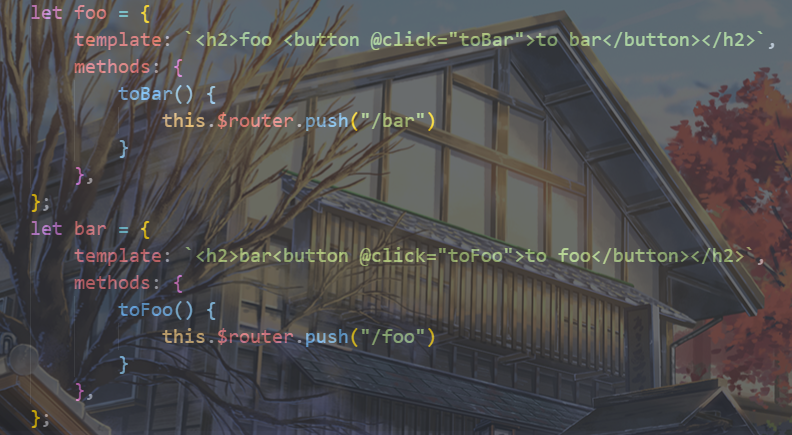 let foo = {
    template: `<h2>foo <button @click="toBar">to bar</button></h2>`,
    methods: {
        toBar() {
            this.$router.push("/bar")
        }
    },
};
let bar = {
    template: `<h2>bar<button @click="toFoo">to foo</button></h2>`,
    methods: {
        toFoo() {
            this.$router.push("/foo")
        }
    },
};